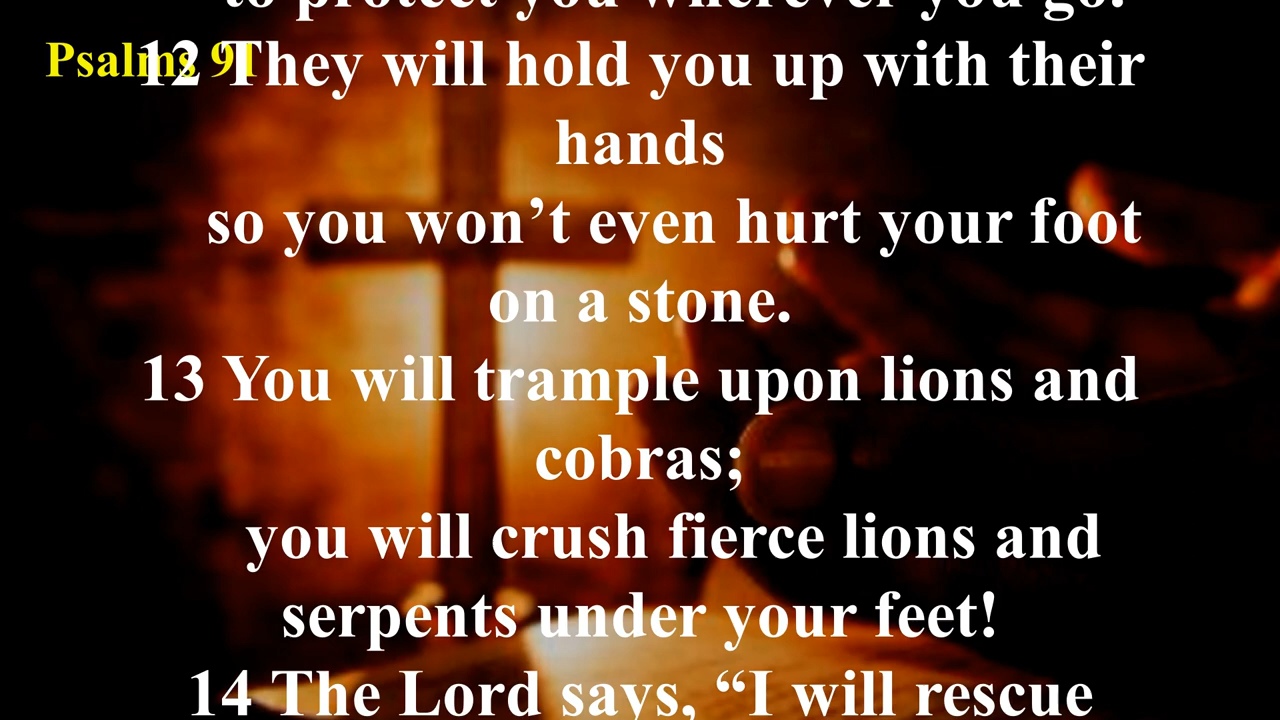 to protect you wherever you go.
Psalms 91
12 They will hold you up with their
hands
so you won’t even hurt your foot
on a stone.
13 You will trample upon lions and
cobras;
you will crush fierce lions and
serpents under your feet!
14 The Lord says, “I will rescue